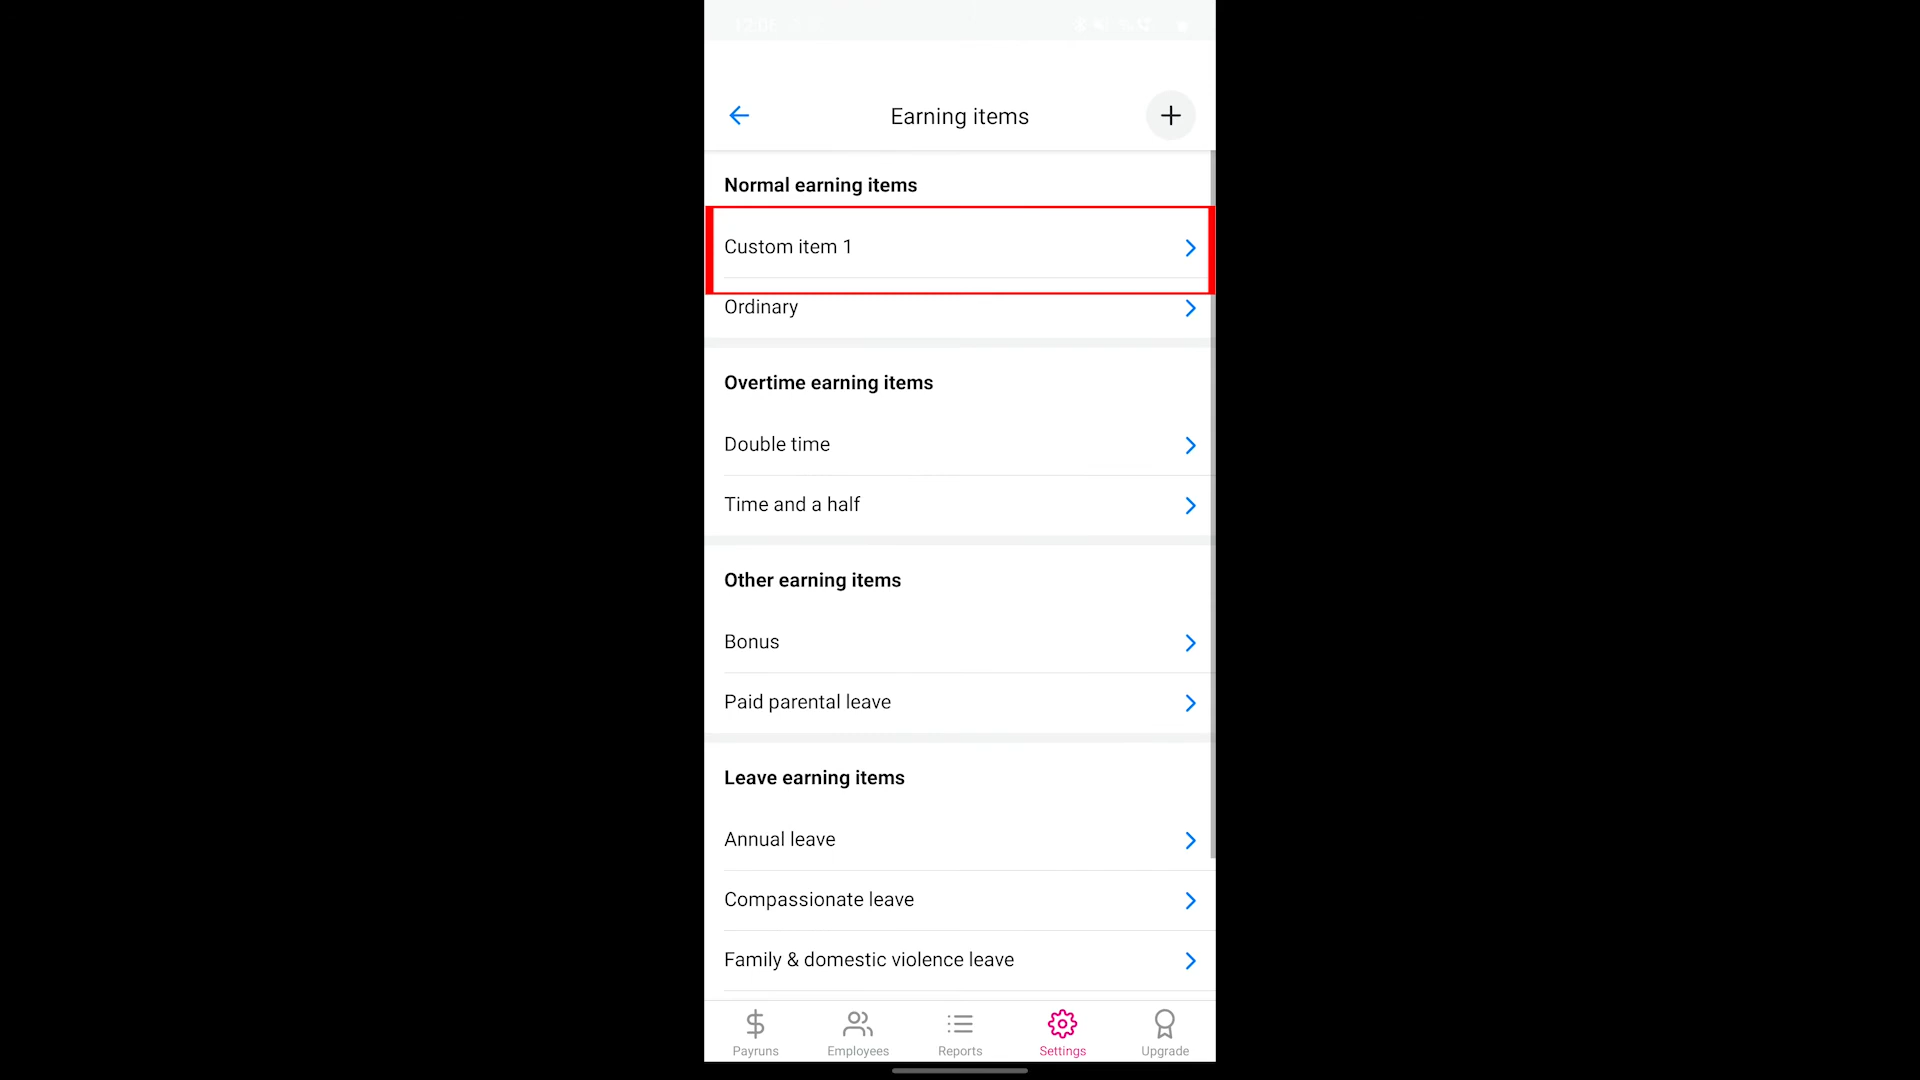 Earning items
Normal earning items
Custom item 1
Ordinary
Overtime earning items
Double time
Time and a half
Other earning items
Bonus
Paid parental leave
Leave earning items
Annual leave
Compassionate leave
Family & domestic violence leave
Payruns Employees Reports Settings Upgrade